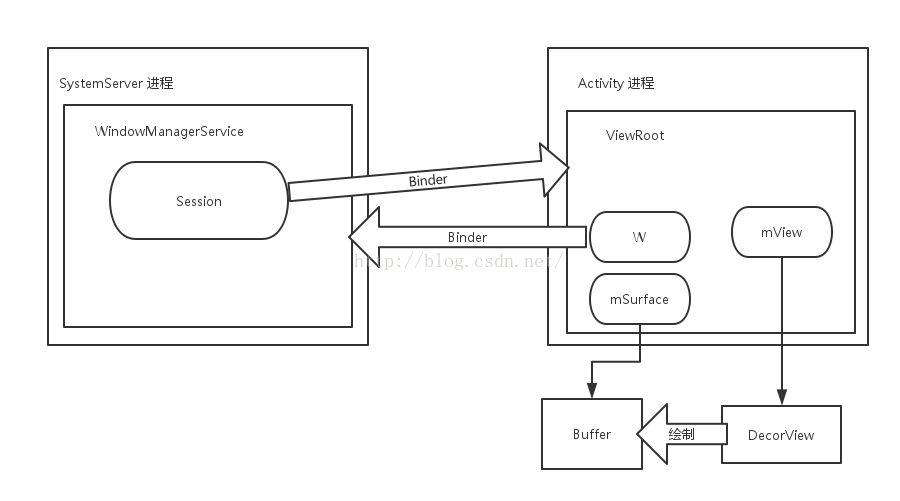 SystemServer 进程
Activity 进程
WindowManagerService
ViewRoot
Session
Binder
Binder
W
mView
http://blog.csdn.net/
mSurface
Buffer
绘制
DecorView